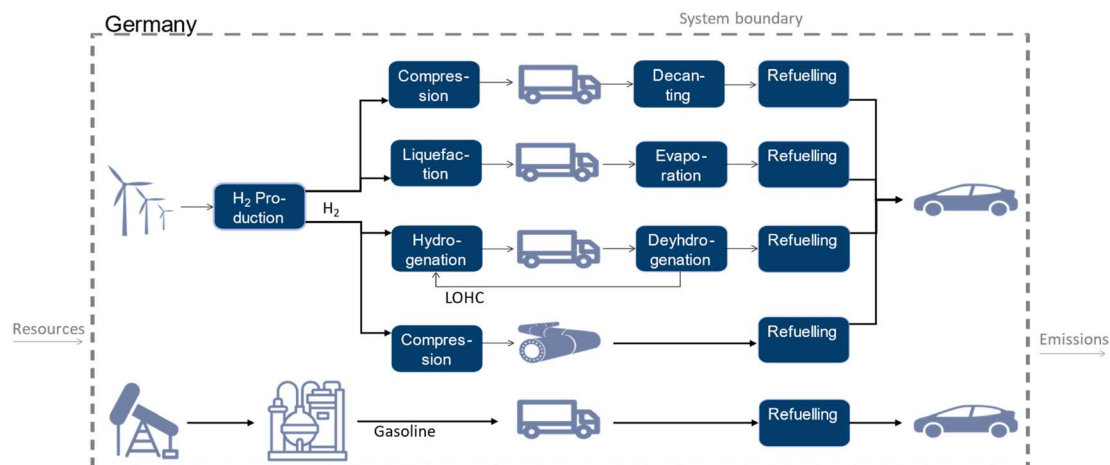 Germany
System boundary
Compres-
sion
Decan-
ting
Refuelling
Liquefac-
tion
Evapo-
ration
Refuelling
H₂ Pro-
duction
H₂
Hydro-
genation
Deyhdro-
genation
Refuelling
LOHC
Resources
Compres-
sion
Refuelling
Emissions
Gasoline
Refuelling